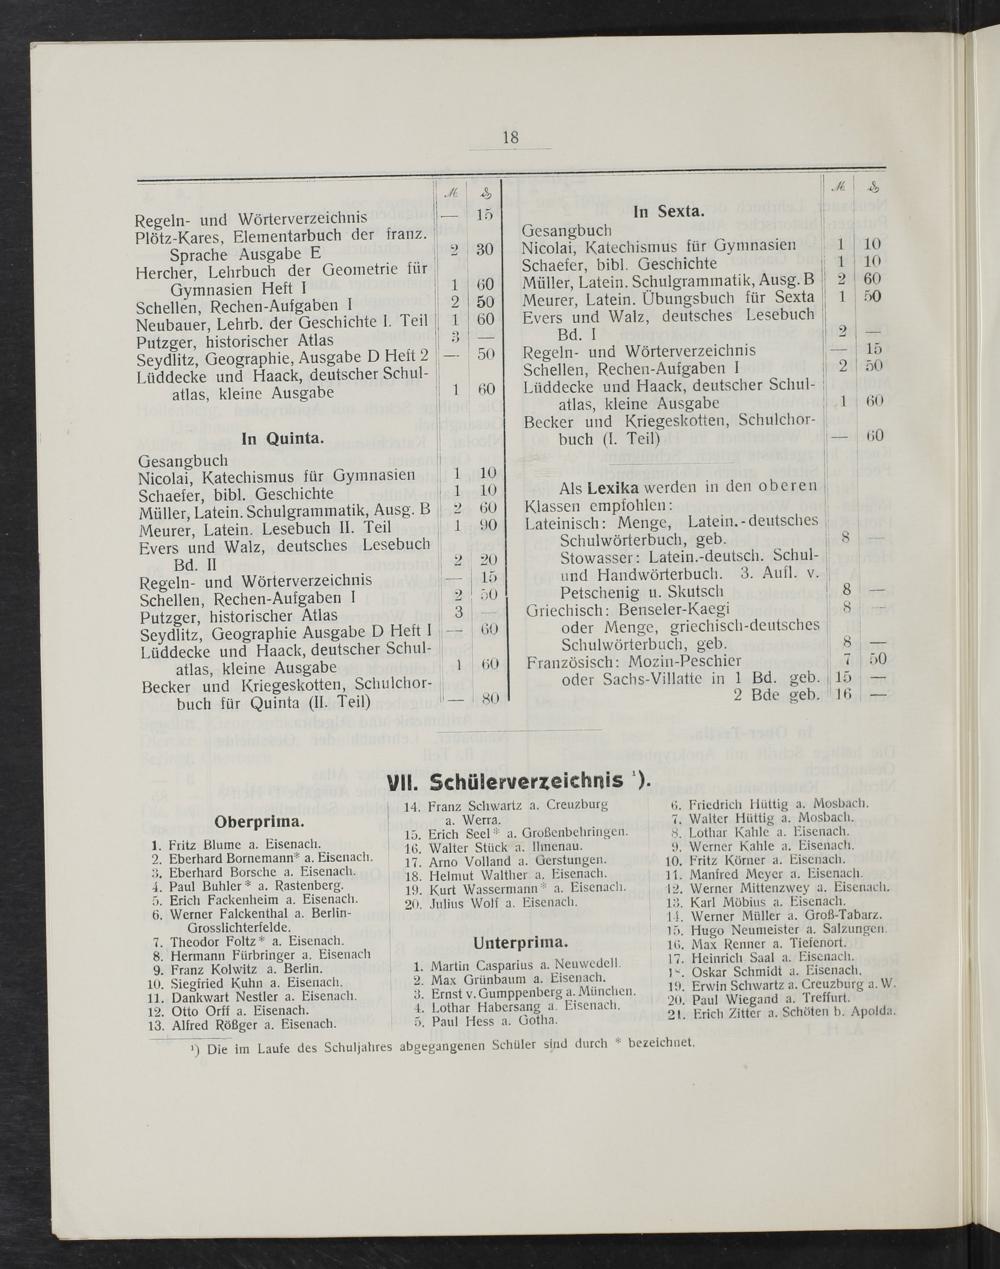 18
M. ₰
Regeln- und Wörterverzeichnis — 15
Plötz-Kares, Elementarbuch der franz.
Sprache Ausgabe E 2 30
Hercher, Lehrbuch der Geometrie für
Gymnasien Heft I 1 60
Schellen, Rechen-Aufgaben I 2 50
Neubauer, Lehrb. der Geschichte I. Teil 1 60
Putzger, historischer Atlas 3 —
Seydlitz, Geographie, Ausgabe D Heft 2 — 50
Lüddecke und Haack, deutscher Schul-
atlas, kleine Ausgabe 1 60
In Quinta.
Gesangbuch
Nicolai, Katechismus für Gymnasien 1 10
Schaefer, bibl. Geschichte 1 10
Müller, Latein. Schulgrammatik, Ausg. B 2 60
Meurer, Latein. Lesebuch II. Teil 1 90
Evers und Walz, deutsches Lesebuch
Bd. II 2 20
Regeln- und Wörterverzeichnis — 15
Schellen, Rechen-Aufgaben I 2 50
Putzger, historischer Atlas 3 —
Seydlitz, Geographie Ausgabe D Heft I — 60
Lüddecke und Haack, deutscher Schul-
atlas, kleine Ausgabe 1 60
Becker und Kriegeskotten, Schulchor-
buch für Quinta (II. Teil) — 80
M. ₰
In Sexta.
Gesangbuch
Nicolai, Katechismus für Gymnasien 1 10
Schaefer, bibl. Geschichte 1 10
Müller, Latein. Schulgrammatik, Ausg. B 2 60
Meurer, Latein. Übungsbuch für Sexta 1 50
Evers und Walz, deutsches Lesebuch
Bd. I 2 —
Regeln- und Wörterverzeichnis — 15
Schellen, Rechen-Aufgaben I 2 50
Lüddecke und Haack, deutscher Schul-
atlas, kleine Ausgabe 1 60
Becker und Kriegeskotten, Schulchor-
buch (I. Teil) — 60
Als Lexika werden in den oberen
Klassen empfohlen:
Lateinisch: Menge, Latein.-deutsches
Schulwörterbuch, geb. 8 —
Stowasser: Latein.-deutsch. Schul-
und Handwörterbuch. 3. Aufl. v.
Petschenig u. Skutsch 8 —
Griechisch: Benseler-Kaegi 8 —
oder Menge, griechisch-deutsches
Schulwörterbuch, geb. 8 —
Französisch: Mozin-Peschier 7 50
oder Sachs-Villatte in 1 Bd. geb. 15 —
2 Bde geb. 16 —
VII. Schülerverzeichnis ¹).
Oberprima.
1. Fritz Blume a. Eisenach.
2. Eberhard Bornemann* a. Eisenach.
3. Eberhard Borsche a. Eisenach.
4. Paul Buhler* a. Rastenberg.
5. Erich Fackenheim a. Eisenach.
6. Werner Falckenthal a. Berlin-
Grosslichterfelde.
7. Theodor Foltz* a. Eisenach.
8. Hermann Fürbringer a. Eisenach
9. Franz Kolwitz a. Berlin.
10. Siegfried Kuhn a. Eisenach.
11. Dankwart Nestler a. Eisenach.
12. Otto Orff a. Eisenach.
13. Alfred Rößger a. Eisenach.
14. Franz Schwartz a. Creuzburg
a. Werra.
15. Erich Seel* a. Großenbehringen.
16. Walter Stück a. Ilmenau.
17. Arno Volland a. Gerstungen.
18. Helmut Walther a. Eisenach.
19. Kurt Wassermann* a. Eisenach.
20. Julius Wolf a. Eisenach.
Unterprima.
1. Martin Casparius a. Neuwedell.
2. Max Grünbaum a. Eisenach.
3. Ernst v. Gumppenberg a. München.
4. Lothar Habersang a. Eisenach.
5. Paul Hess a. Gotha.
6. Friedrich Hüttig a. Mosbach.
7. Walter Hüttig a. Mosbach.
8. Lothar Kahle a. Eisenach.
9. Werner Kahle a. Eisenach.
10. Fritz Körner a. Eisenach.
11. Manfred Meyer a. Eisenach.
12. Werner Mittenzwey a. Eisenach.
13. Karl Möbius a. Eisenach.
14. Werner Müller a. Groß-Tabarz.
15. Hugo Neumeister a. Salzungen.
16. Max Renner a. Tiefenort.
17. Heinrich Saal a. Eisenach.
18. Oskar Schmidt a. Eisenach.
19. Erwin Schwartz a. Creuzburg a. W.
20. Paul Wiegand a. Treffurt.
21. Erich Zitter a. Schöten b. Apolda.
¹) Die im Laufe des Schuljahres abgegangenen Schüler sind durch * bezeichnet.